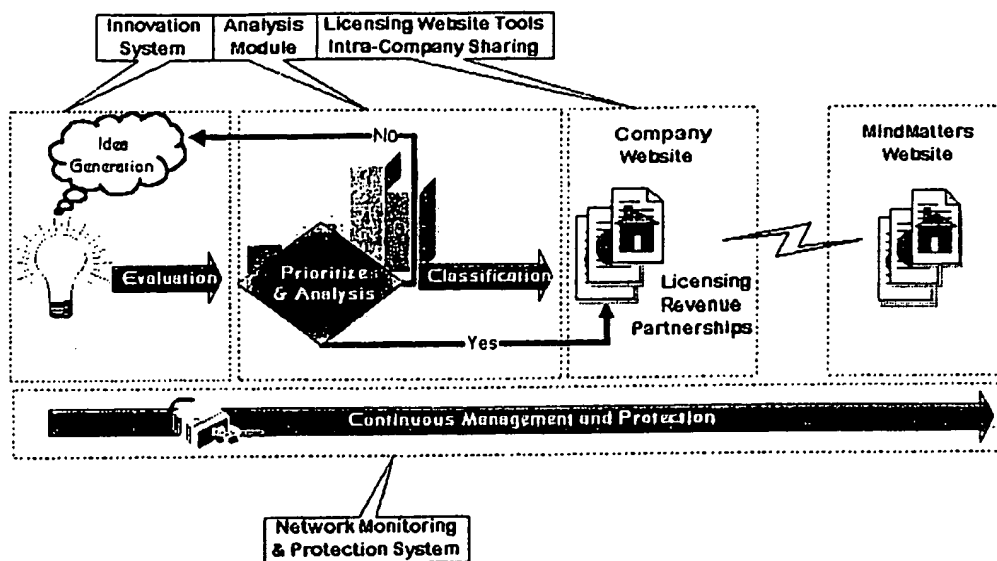 Innovation
System
Analysis
Module
Licensing Website Tools
Intra-Company Sharing
Idea
Generation
No
Company
Website
MindMatters
Website
Evaluation
Prioritize
& Analysis
Classification
Licensing
Revenue
Partnerships
Yes
Continuous Management and Protection
Network Monitoring
& Protection System